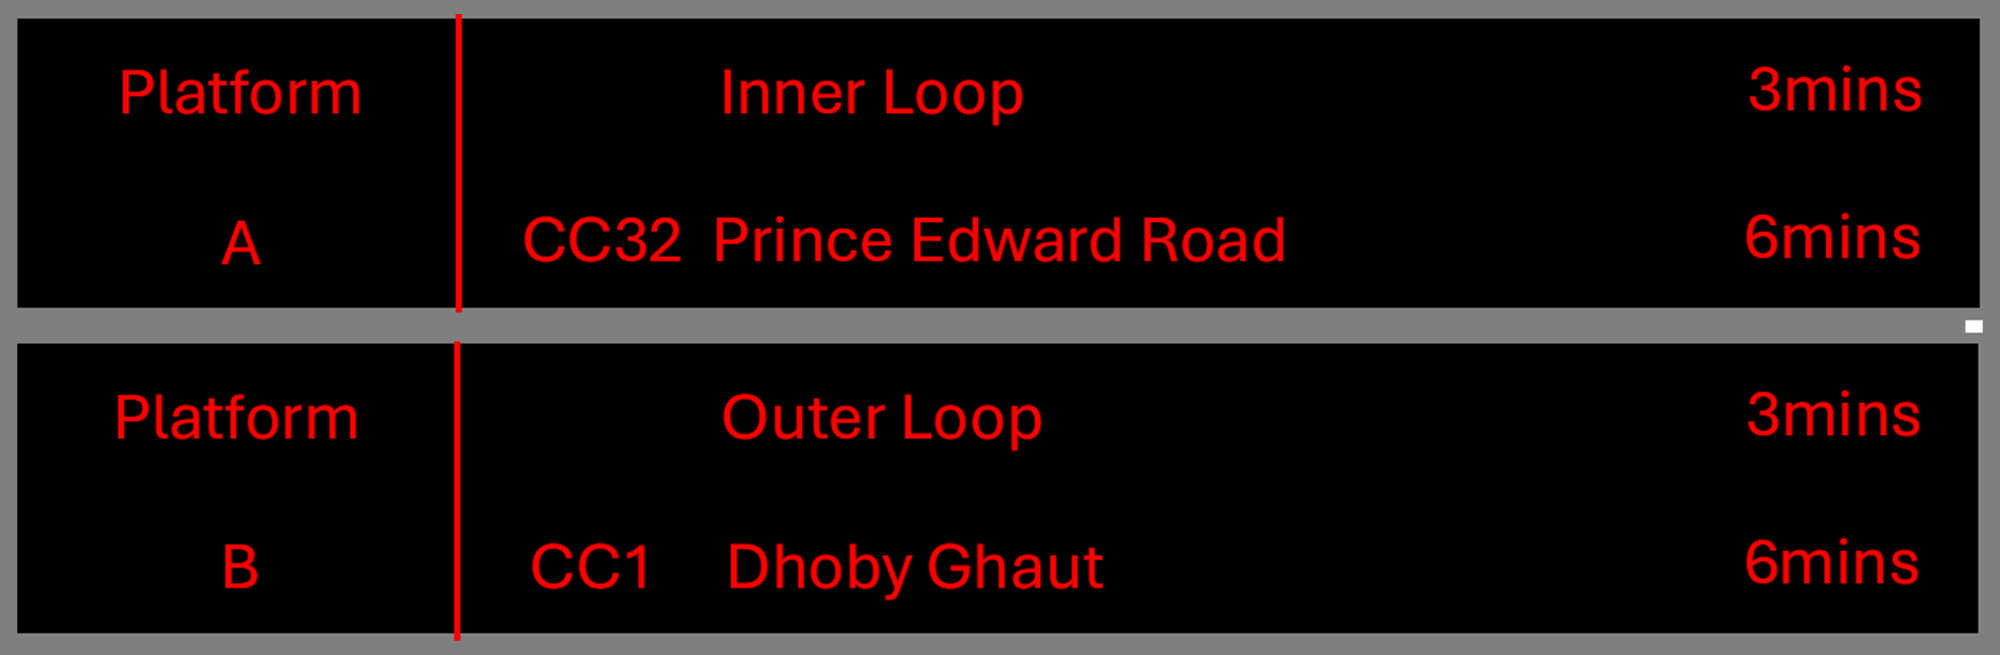 Platform Inner Loop 3mins
A CC32 Prince Edward Road 6mins
Platform Outer Loop 3mins
B CC1 Dhoby Ghaut 6mins